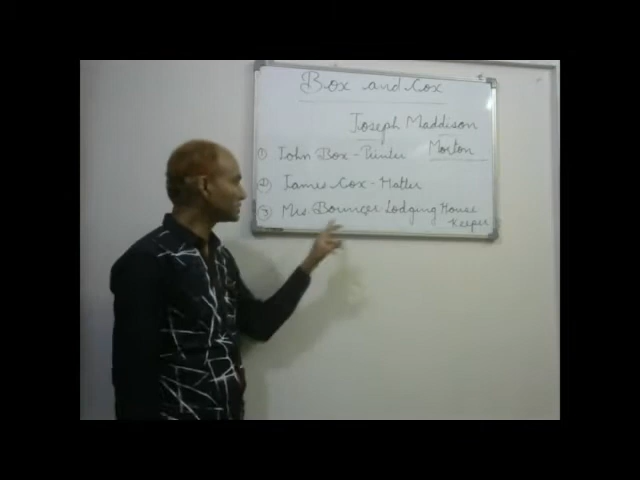 Box and Cox
Joseph Maddison
Morton
① John Box - Printer
② James Cox - Hatter
③ Mrs. Bouncer - Lodging House
Keeper